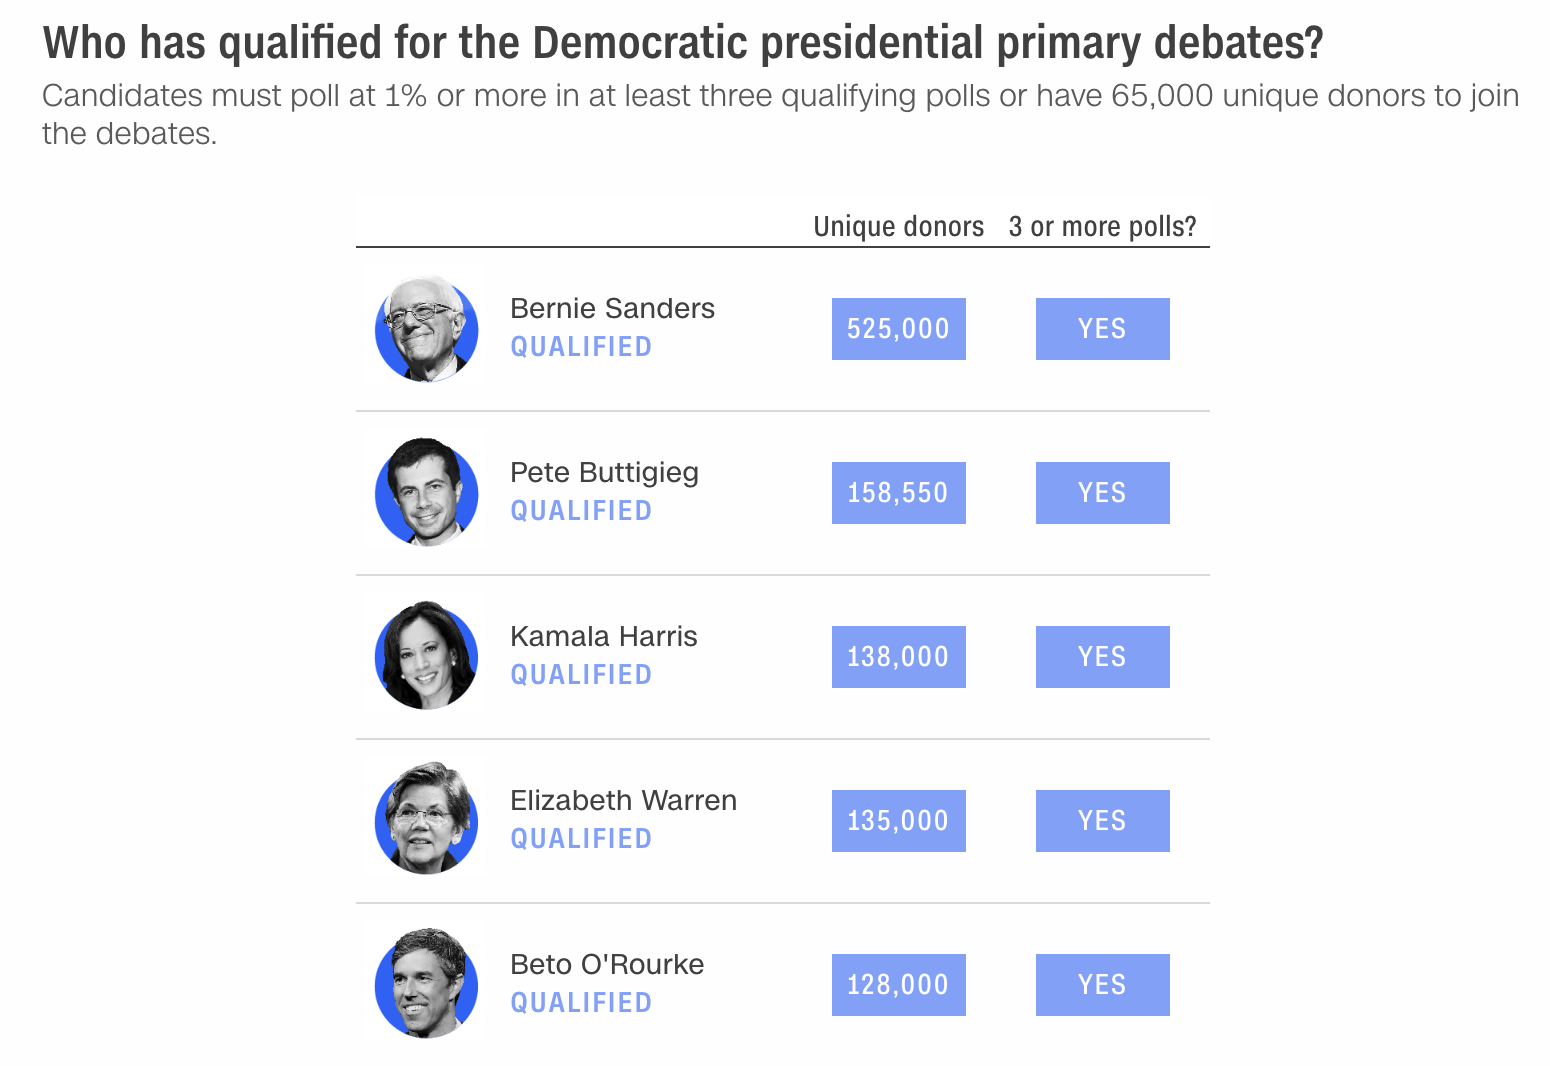 Who has qualified for the Democratic presidential primary debates?
Candidates must poll at 1% or more in at least three qualifying polls or have 65,000 unique donors to join
the debates.
Unique donors 3 or more polls?
Bernie Sanders
QUALIFIED
525,000 YES
Pete Buttigieg
QUALIFIED
158,550 YES
Kamala Harris
QUALIFIED
138,000 YES
Elizabeth Warren
QUALIFIED
135,000 YES
Beto O'Rourke
QUALIFIED
128,000 YES